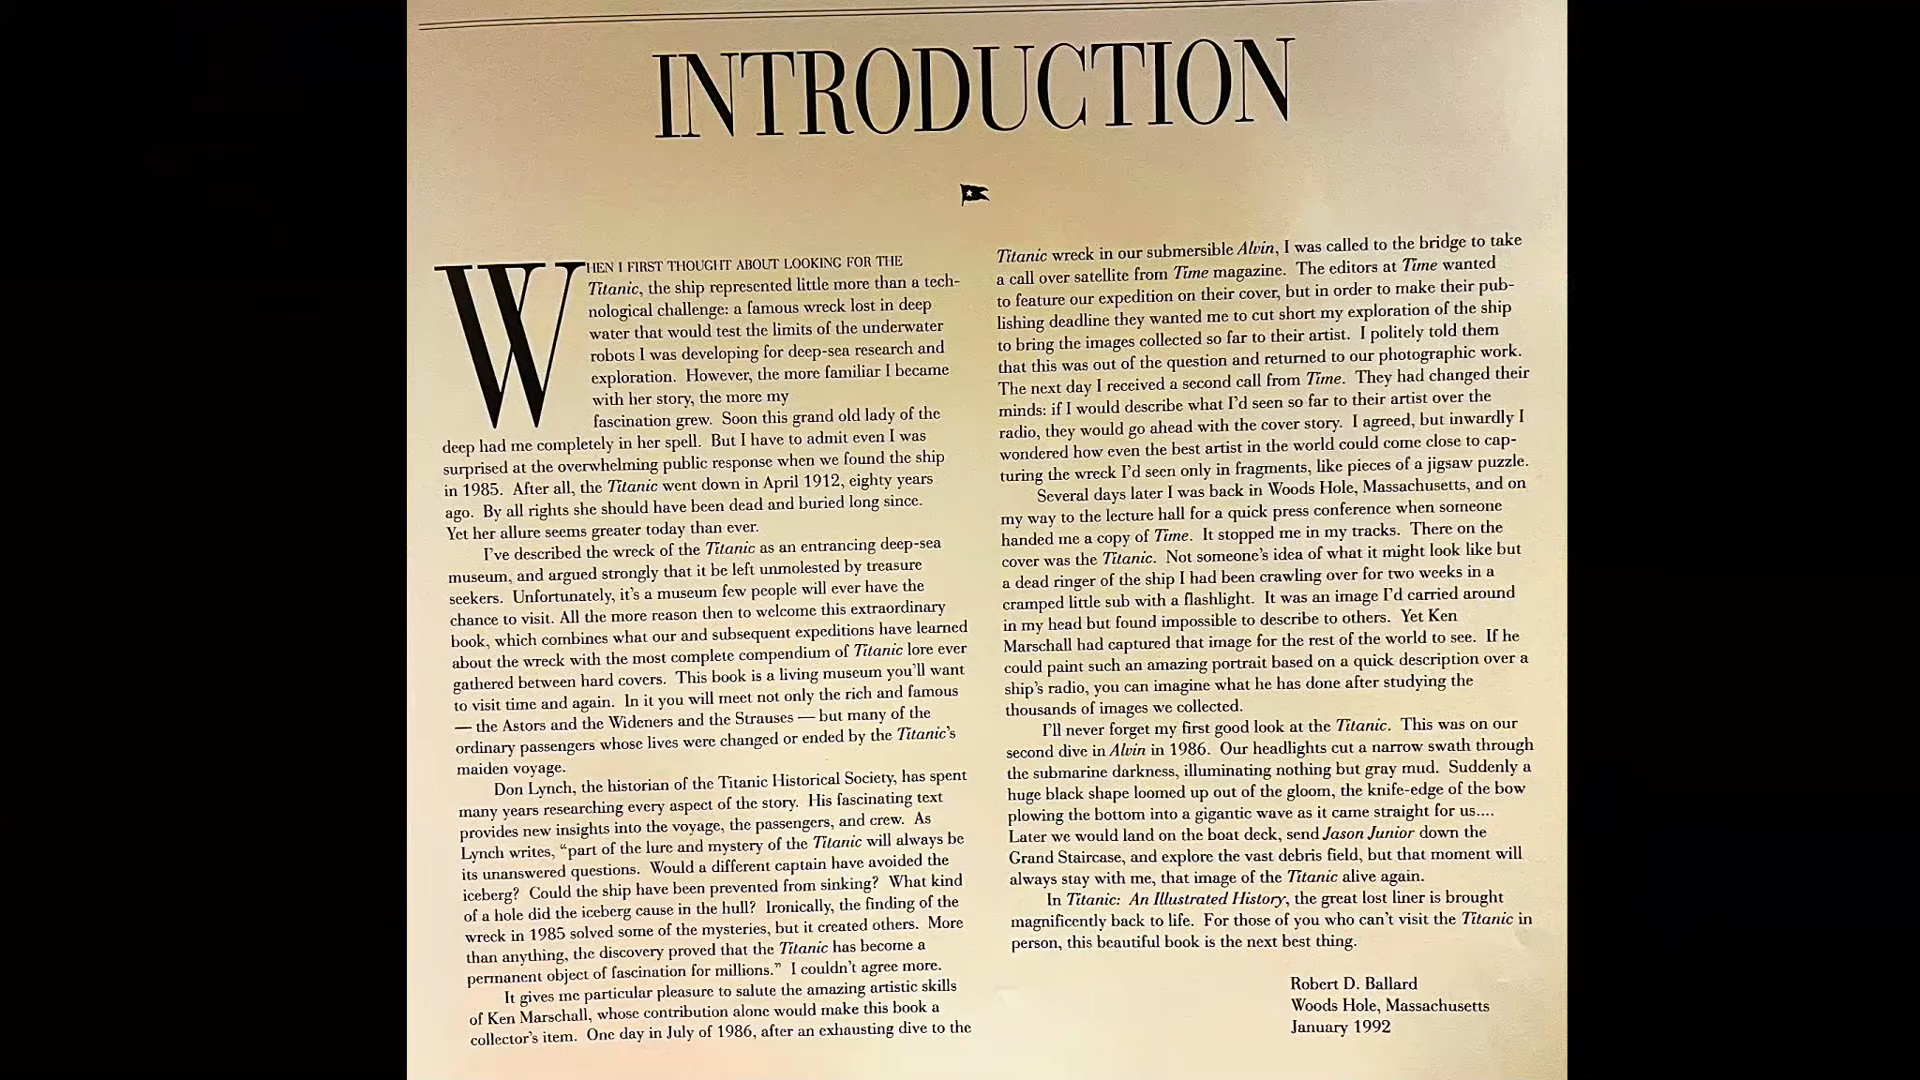 INTRODUCTION
WHEN I FIRST THOUGHT ABOUT LOOKING FOR THE
Titanic, the ship represented little more than a tech-
nological challenge: a famous wreck lost in deep
water that would test the limits of the underwater
robots I was developing for deep-sea research and
exploration. However, the more familiar I became
with her story, the more my
fascination grew. Soon this grand old lady of the
deep had me completely in her spell. But I have to admit even I was
surprised at the overwhelming public response when we found the ship
in 1985. After all, the Titanic went down in April 1912, eighty years
ago. By all rights she should have been dead and buried long since.
Yet her allure seems greater today than ever.
I've described the wreck of the Titanic as an entrancing deep-sea
museum, and argued strongly that it be left unmolested by treasure
seekers. Unfortunately, it's a museum few people will ever have the
chance to visit. All the more reason then to welcome this extraordinary
book, which combines what our and subsequent expeditions have learned
about the wreck with the most complete compendium of Titanic lore ever
gathered between hard covers. This book is a living museum you'll want
to visit time and again. In it you will meet not only the rich and famous
— the Astors and the Wideners and the Strauses — but many of the
ordinary passengers whose lives were changed or ended by the Titanic's
maiden voyage.
Don Lynch, the historian of the Titanic Historical Society, has spent
many years researching every aspect of the story. His fascinating text
provides new insights into the voyage, the passengers, and crew. As
Lynch writes, "part of the lure and mystery of the Titanic will always be
its unanswered questions. Would a different captain have avoided the
iceberg? Could the ship have been prevented from sinking? What kind
of a hole did the iceberg cause in the hull? Ironically, the finding of the
wreck in 1985 solved some of the mysteries, but it created others. More
than anything, the discovery proved that the Titanic has become a
permanent object of fascination for millions." I couldn't agree more.
It gives me particular pleasure to salute the amazing artistic skills
of Ken Marschall, whose contribution alone would make this book a
collector's item. One day in July of 1986, after an exhausting dive to the
Titanic wreck in our submersible Alvin, I was called to the bridge to take
a call over satellite from Time magazine. The editors at Time wanted
to feature our expedition on their cover, but in order to make their pub-
lishing deadline they wanted me to cut short my exploration of the ship
to bring the images collected so far to their artist. I politely told them
that this was out of the question and returned to our photographic work.
The next day I received a second call from Time. They had changed their
minds: if I would describe what I'd seen so far to their artist over the
radio, they would go ahead with the cover story. I agreed, but inwardly I
wondered how even the best artist in the world could come close to cap-
turing the wreck I'd seen only in fragments, like pieces of a jigsaw puzzle.
Several days later I was back in Woods Hole, Massachusetts, and on
my way to the lecture hall for a quick press conference when someone
handed me a copy of Time. It stopped me in my tracks. There on the
cover was the Titanic. Not someone's idea of what it might look like but
a dead ringer of the ship I had been crawling over for two weeks in a
cramped little sub with a flashlight. It was an image I'd carried around
in my head but found impossible to describe to others. Yet Ken
Marschall had captured that image for the rest of the world to see. If he
could paint such an amazing portrait based on a quick description over a
ship's radio, you can imagine what he has done after studying the
thousands of images we collected.
I'll never forget my first good look at the Titanic. This was on our
second dive in Alvin in 1986. Our headlights cut a narrow swath through
the submarine darkness, illuminating nothing but gray mud. Suddenly a
huge black shape loomed up out of the gloom, the knife-edge of the bow
plowing the bottom into a gigantic wave as it came straight for us....
Later we would land on the boat deck, send Jason Junior down the
Grand Staircase, and explore the vast debris field, but that moment will
always stay with me, that image of the Titanic alive again.
In Titanic: An Illustrated History, the great lost liner is brought
magnificently back to life. For those of you who can't visit the Titanic in
person, this beautiful book is the next best thing.
Robert D. Ballard
Woods Hole, Massachusetts
January 1992